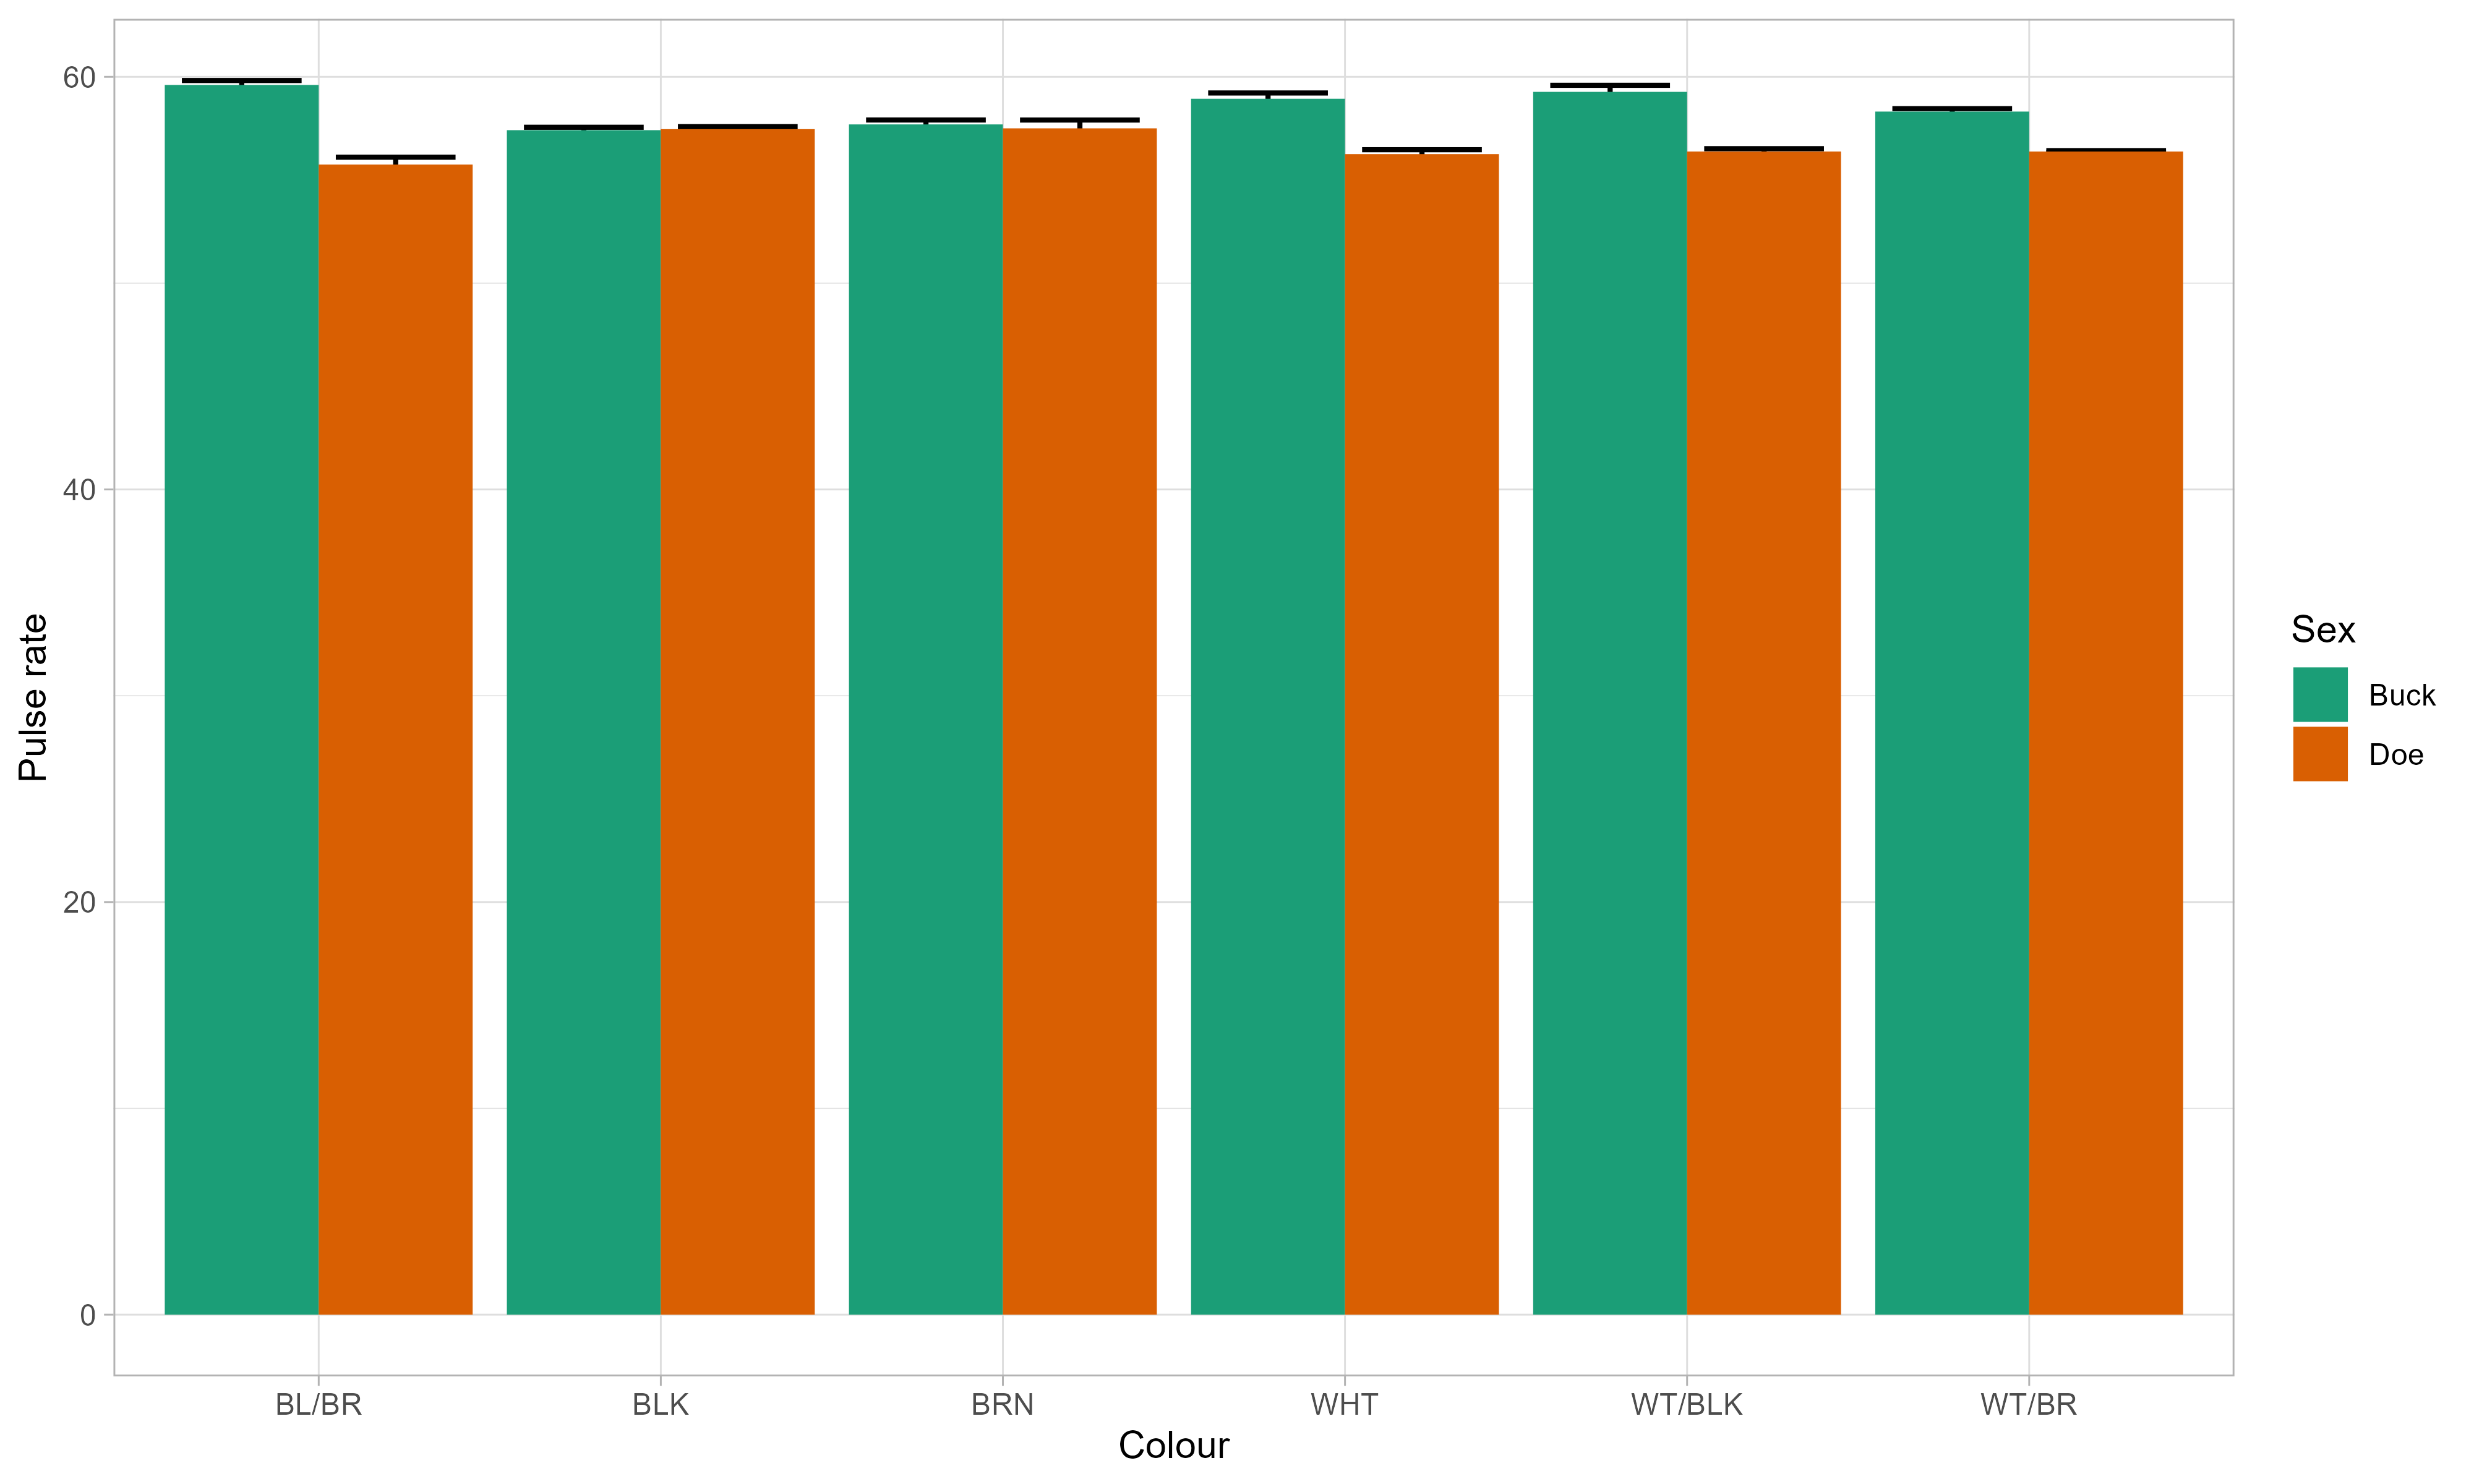 60
40
20
0
Pulse rate
BL/BR BLK BRN WHT WT/BLK WT/BR
Colour
Sex
Buck
Doe